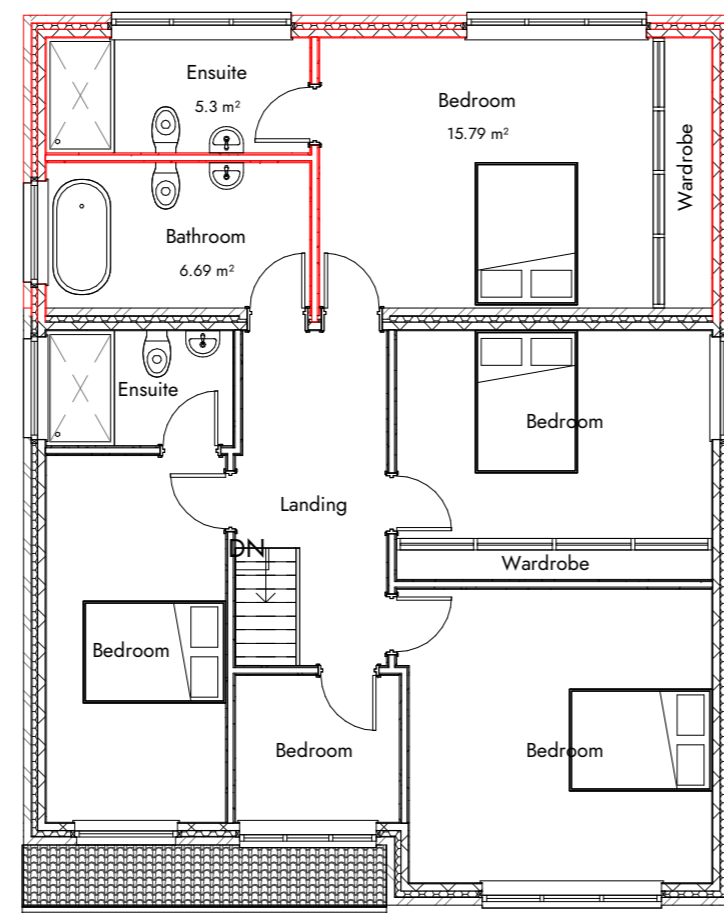 Ensuite
5.3 m²
Bedroom
15.79 m²
Wardrobe
Bathroom
6.69 m²
Ensuite
Bedroom
Landing
DN
Wardrobe
Bedroom
Bedroom
Bedroom